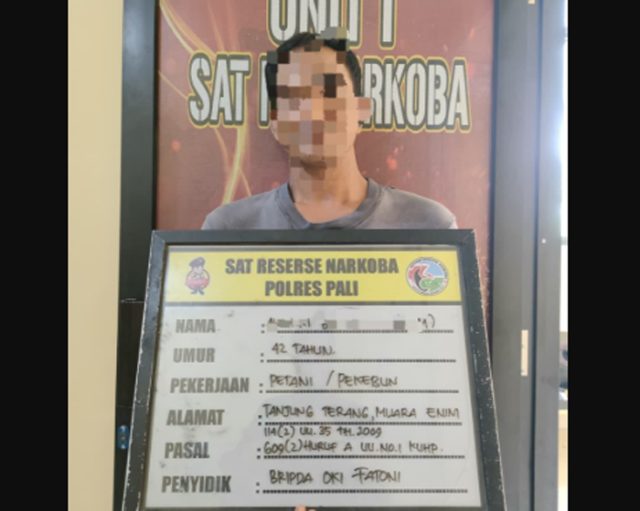 UNIT 1
SAT NARKOBA
SAT RESERSE NARKOBA
POLRES PALI
NAMA :
UMUR : 42 TAHUN.
PEKERJAAN : PETANI / PEKEBUN
ALAMAT : TANJUNG TERANG, MUARA ENIM
114(2) UU. 35 TH. 2009
PASAL : 609(2) HURUF A UU. NO. 1 KUHP.
PENYIDIK : BRIPDA OKI FATONI